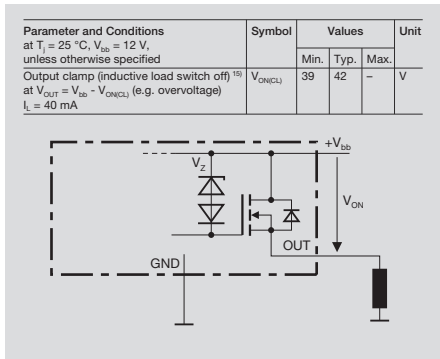 Parameter and Conditions Symbol Values Unit
at Tj = 25 °C, Vbb = 12 V,
unless otherwise specified Min. Typ. Max.
Output clamp (inductive load switch off) 15) VON(CL) 39 42 – V
at VOUT = Vbb - VON(CL) (e.g. overvoltage)
IL = 40 mA
+Vbb
VZ
VON
OUT
GND